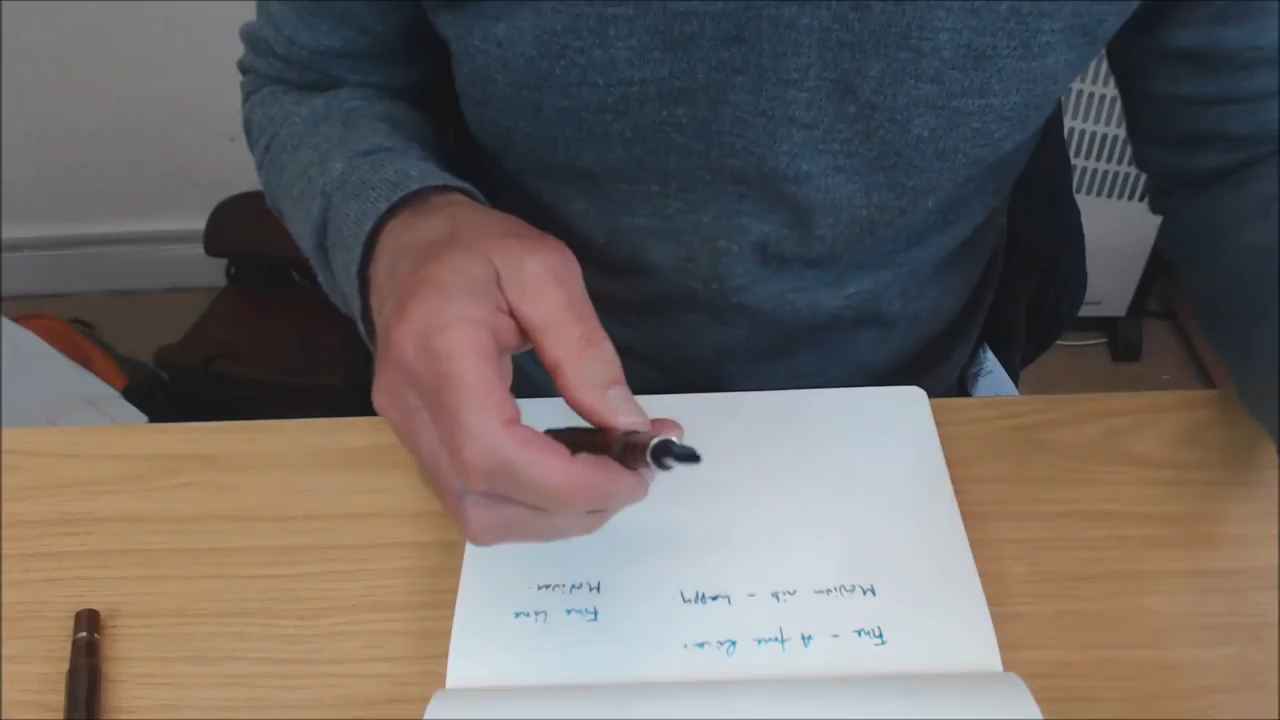 Fine - A fine line.
Medium nib - happy.
Fine line.
Medium.